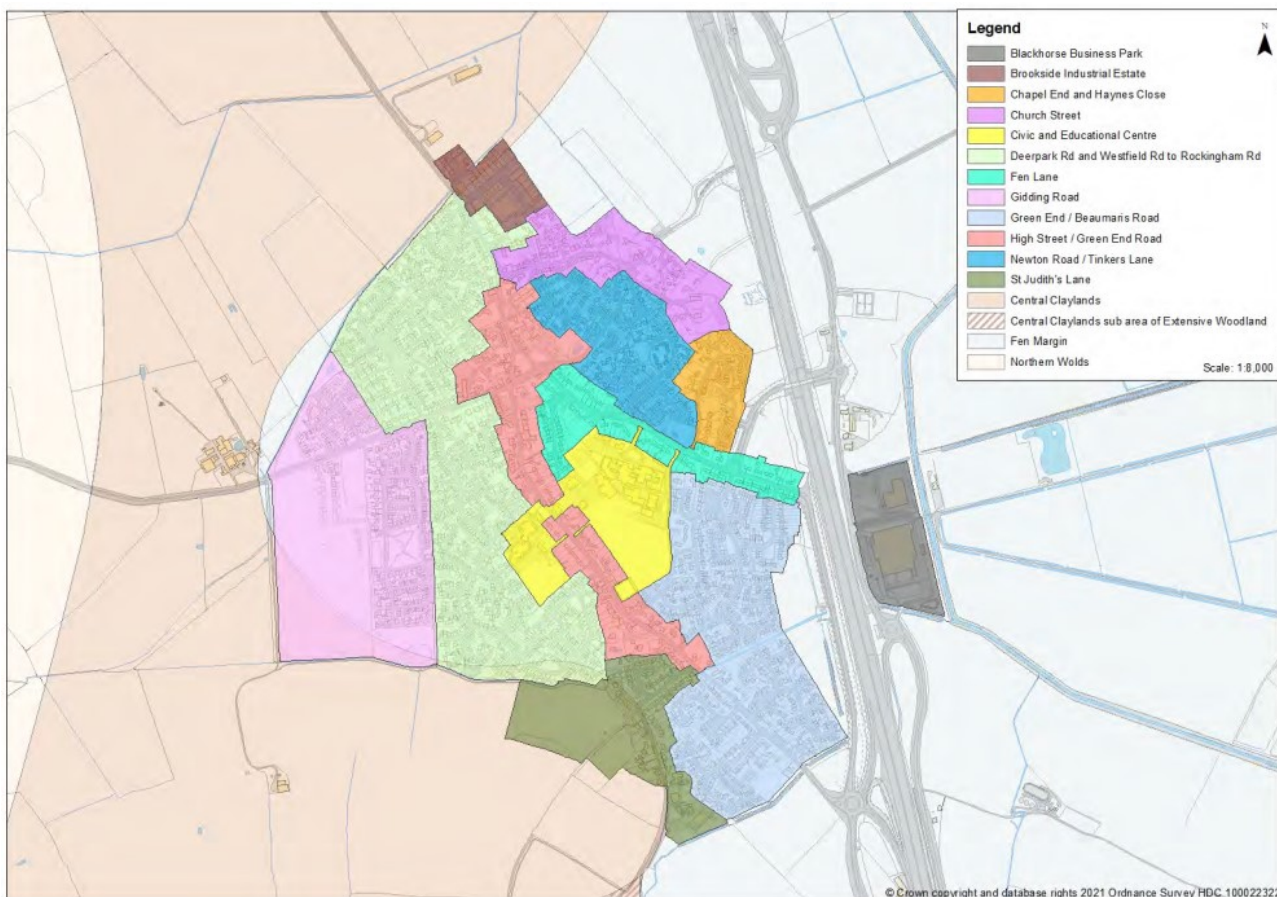 Legend
N
Blackhorse Business Park
Brookside Industrial Estate
Chapel End and Haynes Close
Church Street
Civic and Educational Centre
Deerpark Rd and Westfield Rd to Rockingham Rd
Fen Lane
Gidding Road
Green End / Beaumaris Road
High Street / Green End Road
Newton Road / Tinkers Lane
St Judith's Lane
Central Claylands
Central Claylands sub area of Extensive Woodland
Fen Margin
Northern Wolds
Scale: 1:8,000
© Crown copyright and database rights 2021 Ordnance Survey HDC 100022322